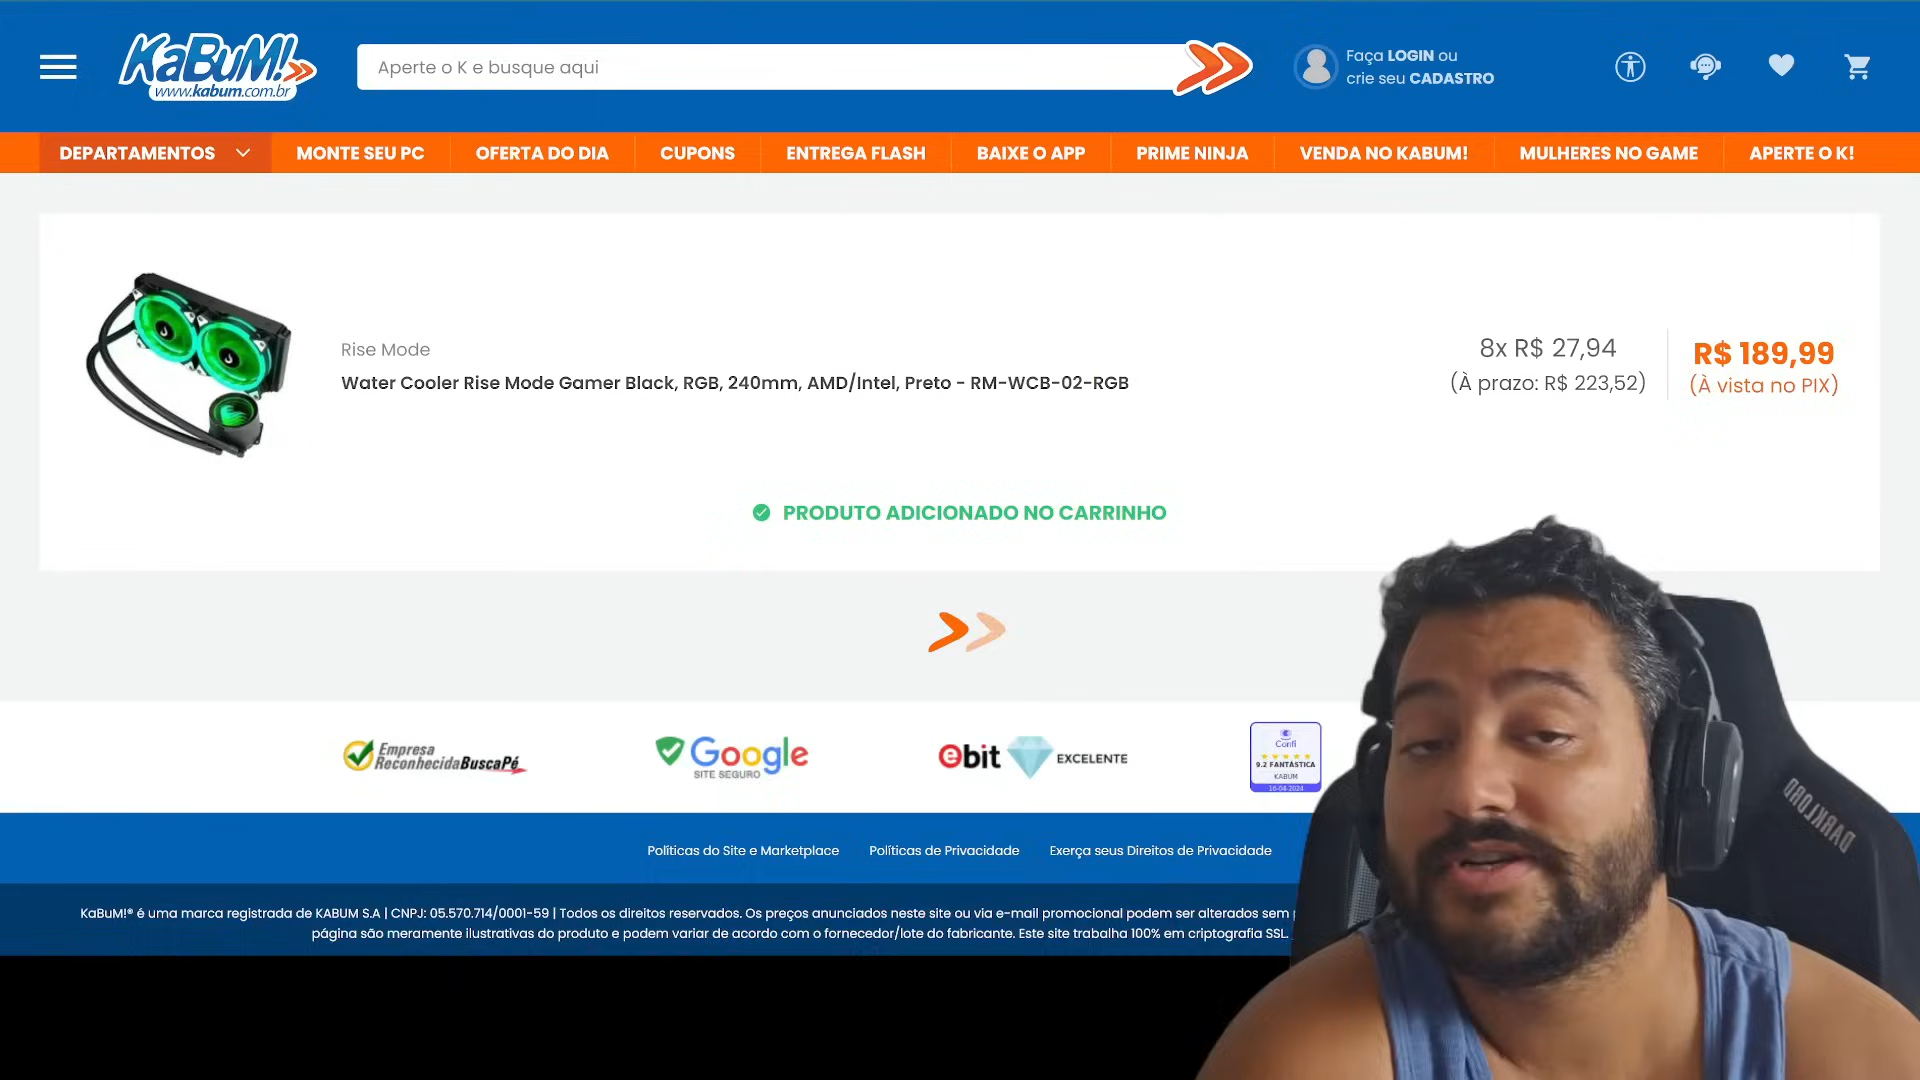 KaBuM!
www.kabum.com.br
Aperte o K e busque aqui
Faça LOGIN ou
crie seu CADASTRO
DEPARTAMENTOS
MONTE SEU PC
OFERTA DO DIA
CUPONS
ENTREGA FLASH
BAIXE O APP
PRIME NINJA
VENDA NO KABUM!
MULHERES NO GAME
APERTE O K!
Rise Mode
Water Cooler Rise Mode Gamer Black, RGB, 240mm, AMD/Intel, Preto - RM-WCB-02-RGB
8x R$ 27,94
(À prazo: R$ 223,52)
R$ 189,99
(À vista no PIX)
PRODUTO ADICIONADO NO CARRINHO
Empresa
ReconhecidaBuscaPé
Google
SITE SEGURO
ebit EXCELENTE
Confi
9.2 FANTÁSTICA
KABUM
16-04-2024
DARKLORD
Políticas do Site e Marketplace
Políticas de Privacidade
Exerça seus Direitos de Privacidade
KaBuM!® é uma marca registrada de KABUM S.A | CNPJ: 05.570.714/0001-59 | Todos os direitos reservados. Os preços anunciados neste site ou via e-mail promocional podem ser alterados sem
página são meramente ilustrativas do produto e podem variar de acordo com o fornecedor/lote do fabricante. Este site trabalha 100% em criptografia SSL.